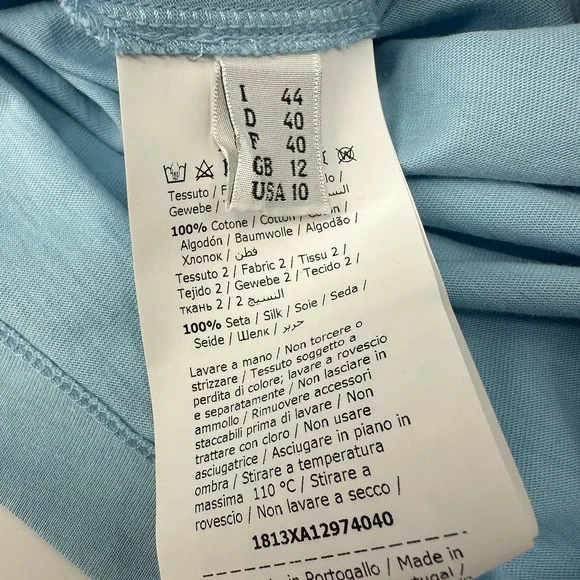 I 44
D 40
F 40
GB 12
USA 10
Tessuto /
Gewebe / النسيج /
100% Cotone / Cotton /
Algodón / Baumwolle / Algodão /
Хлопок / قطن
Tessuto 2 / Fabric 2 / Tissu 2 /
Tejido 2 / Gewebe 2 / Tecido 2 /
ткань 2 / 2 النسيج
100% Seta / Silk / Soie / Seda /
Seide / Шелк / حرير
Lavare a mano / Non torcere o
strizzare / Tessuto soggetto a
perdita di colore; lavare a rovescio
e separatamente / Non lasciare in
ammollo / Rimuovere accessori
staccabili prima di lavare / Non
trattare con cloro / Non usare
asciugatrice / Asciugare in piano in
ombra / Stirare a temperatura
massima 110 °C / Stirare a
rovescio / Non lavare a secco /
1813XA12974040
in Portogallo / Made in